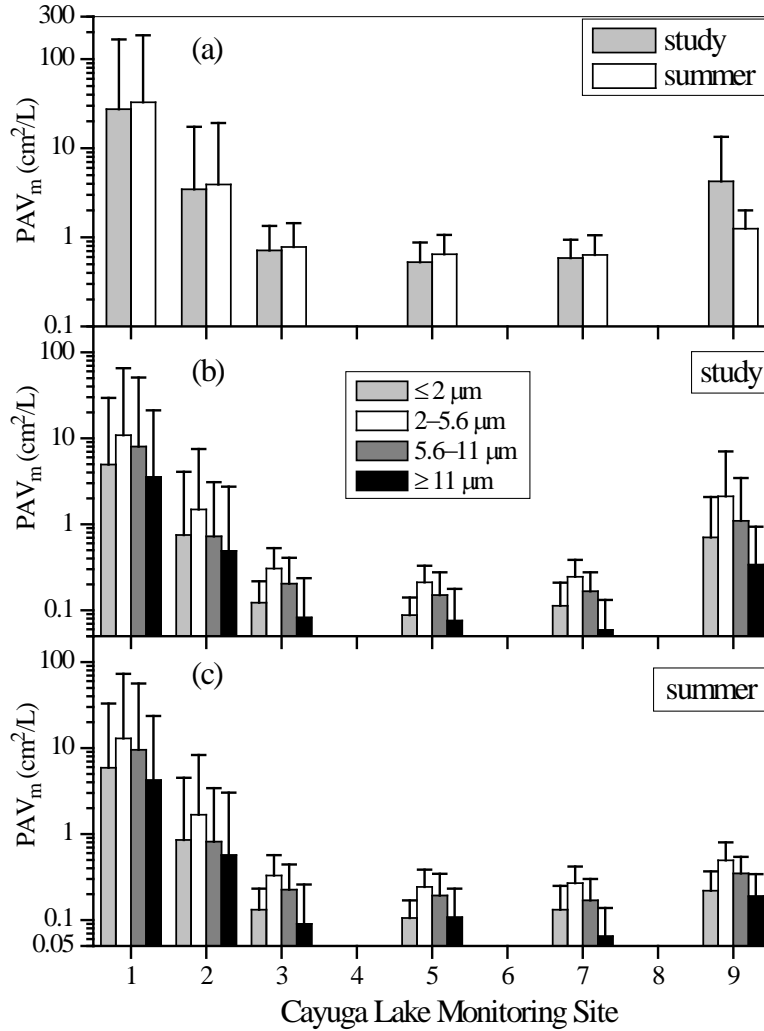 300
100
10
1
0.1
PAVₘ (cm²/L)
(a)
study
summer
100
10
1
0.1
PAVₘ (cm²/L)
(b)
study
≤ 2 μm
2–5.6 μm
5.6–11 μm
≥ 11 μm
100
10
1
0.1
0.05
PAVₘ (cm²/L)
(c)
summer
1 2 3 4 5 6 7 8 9
Cayuga Lake Monitoring Site